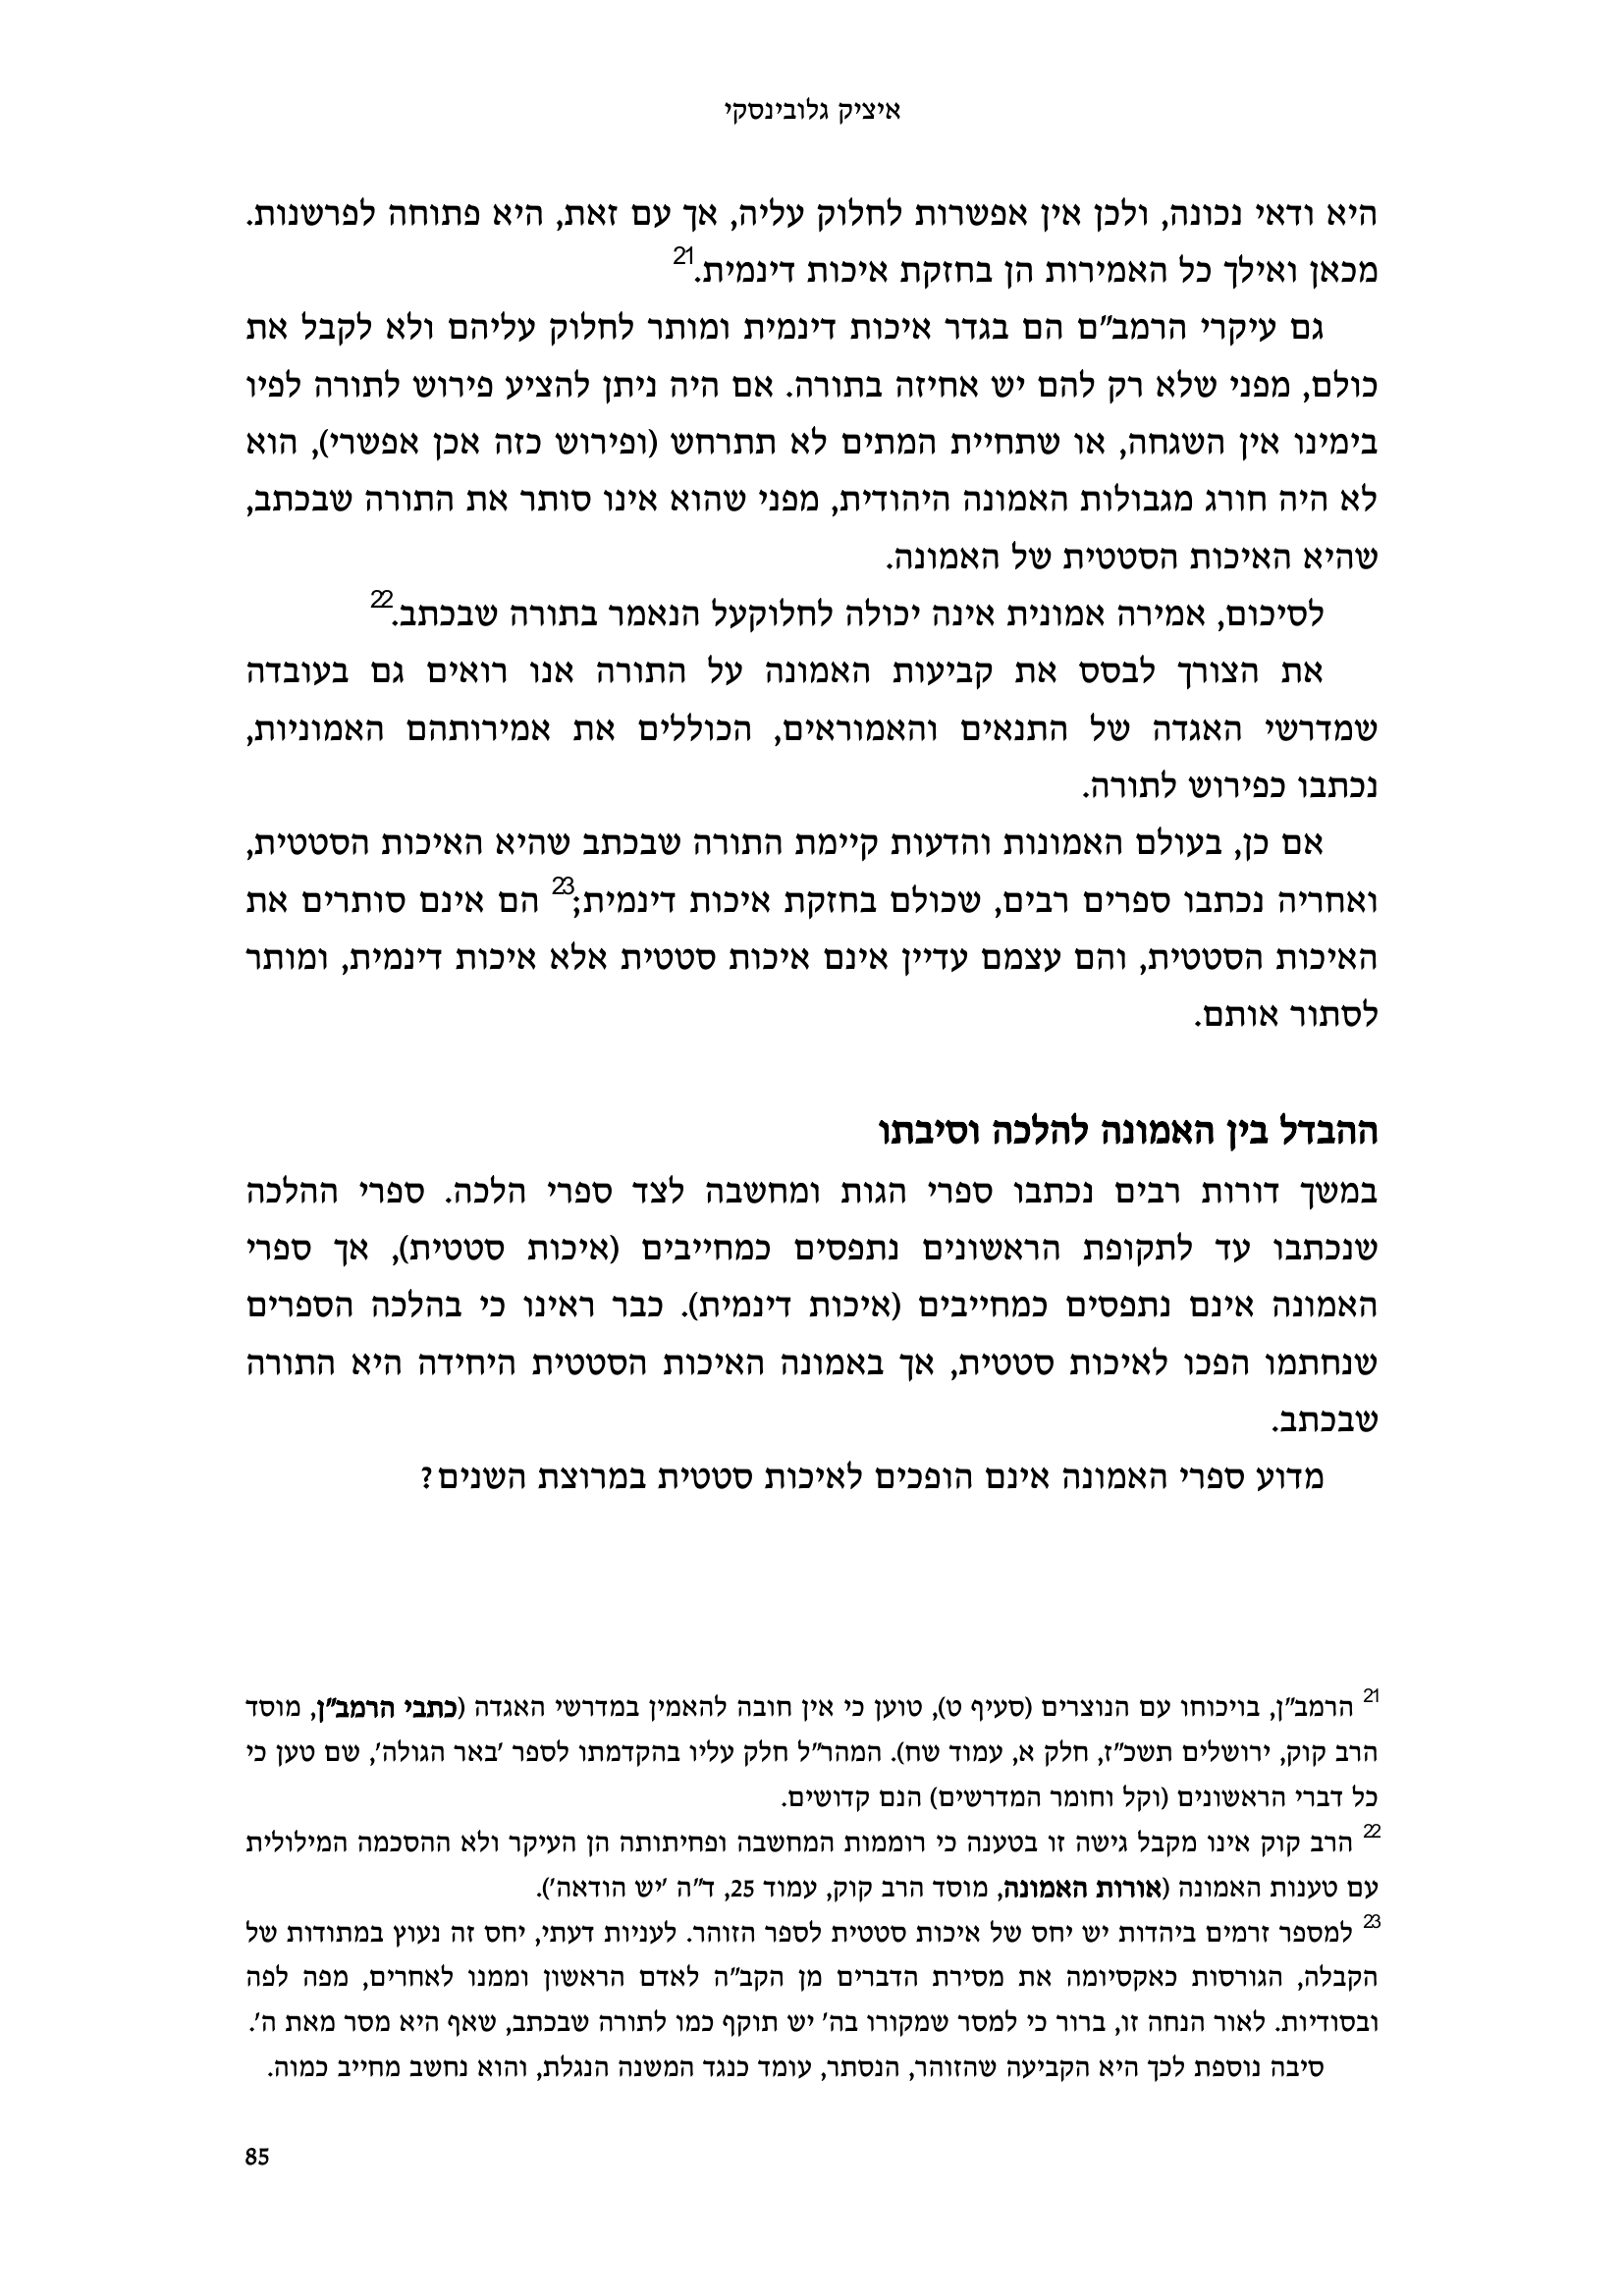 איציק גלובינסקי
היא ודאי נכונה, ולכן אין אפשרות לחלוק עליה, אך עם זאת, היא פתוחה לפרשנות.
מכאן ואילך כל האמירות הן בחזקת איכות דינמית.21
גם עיקרי הרמב"ם הם בגדר איכות דינמית ומותר לחלוק עליהם ולא לקבל את
כולם, מפני שלא רק להם יש אחיזה בתורה. אם היה ניתן להציע פירוש לתורה לפיו
בימינו אין השגחה, או שתחיית המתים לא תתרחש (ופירוש כזה אכן אפשרי), הוא
לא היה חורג מגבולות האמונה היהודית, מפני שהוא אינו סותר את התורה שבכתב,
שהיא האיכות הסטטית של האמונה.
לסיכום, אמירה אמונית אינה יכולה לחלוקעל הנאמר בתורה שבכתב.22
את הצורך לבסס את קביעות האמונה על התורה אנו רואים גם בעובדה
שמדרשי האגדה של התנאים והאמוראים, הכוללים את אמירותהם האמוניות,
נכתבו כפירוש לתורה.
אם כן, בעולם האמונות והדעות קיימת התורה שבכתב שהיא האיכות הסטטית,
ואחריה נכתבו ספרים רבים, שכולם בחזקת איכות דינמית;23 הם אינם סותרים את
האיכות הסטטית, והם עצמם עדיין אינם איכות סטטית אלא איכות דינמית, ומותר
לסתור אותם.
ההבדל בין האמונה להלכה וסיבתו
במשך דורות רבים נכתבו ספרי הגות ומחשבה לצד ספרי הלכה. ספרי ההלכה
שנכתבו עד לתקופת הראשונים נתפסים כמחייבים (איכות סטטית), אך ספרי
האמונה אינם נתפסים כמחייבים (איכות דינמית). כבר ראינו כי בהלכה הספרים
שנחתמו הפכו לאיכות סטטית, אך באמונה האיכות הסטטית היחידה היא התורה
שבכתב.
מדוע ספרי האמונה אינם הופכים לאיכות סטטית במרוצת השנים?
21 הרמב"ן, בויכוחו עם הנוצרים (סעיף ט), טוען כי אין חובה להאמין במדרשי האגדה (כתבי הרמב"ן, מוסד
הרב קוק, ירושלים תשכ"ז, חלק א, עמוד שח). המהר"ל חלק עליו בהקדמתו לספר 'באר הגולה', שם טען כי
כל דברי הראשונים (וקל וחומר המדרשים) הנם קדושים.
22 הרב קוק אינו מקבל גישה זו בטענה כי רוממות המחשבה ופחיתותה הן העיקר ולא ההסכמה המילולית
עם טענות האמונה (אורות האמונה, מוסד הרב קוק, עמוד 25, ד"ה 'יש הודאה').
23 למספר זרמים ביהדות יש יחס של איכות סטטית לספר הזוהר. לעניות דעתי, יחס זה נעוץ במתודות של
הקבלה, הגורסות כאקסיומה את מסירת הדברים מן הקב"ה לאדם הראשון וממנו לאחרים, מפה לפה
ובסודיות. לאור הנחה זו, ברור כי למסר שמקורו בה' יש תוקף כמו לתורה שבכתב, שאף היא מסר מאת ה'.
סיבה נוספת לכך היא הקביעה שהזוהר, הנסתר, עומד כנגד המשנה הנגלת, והוא נחשב מחייב כמוה.
85